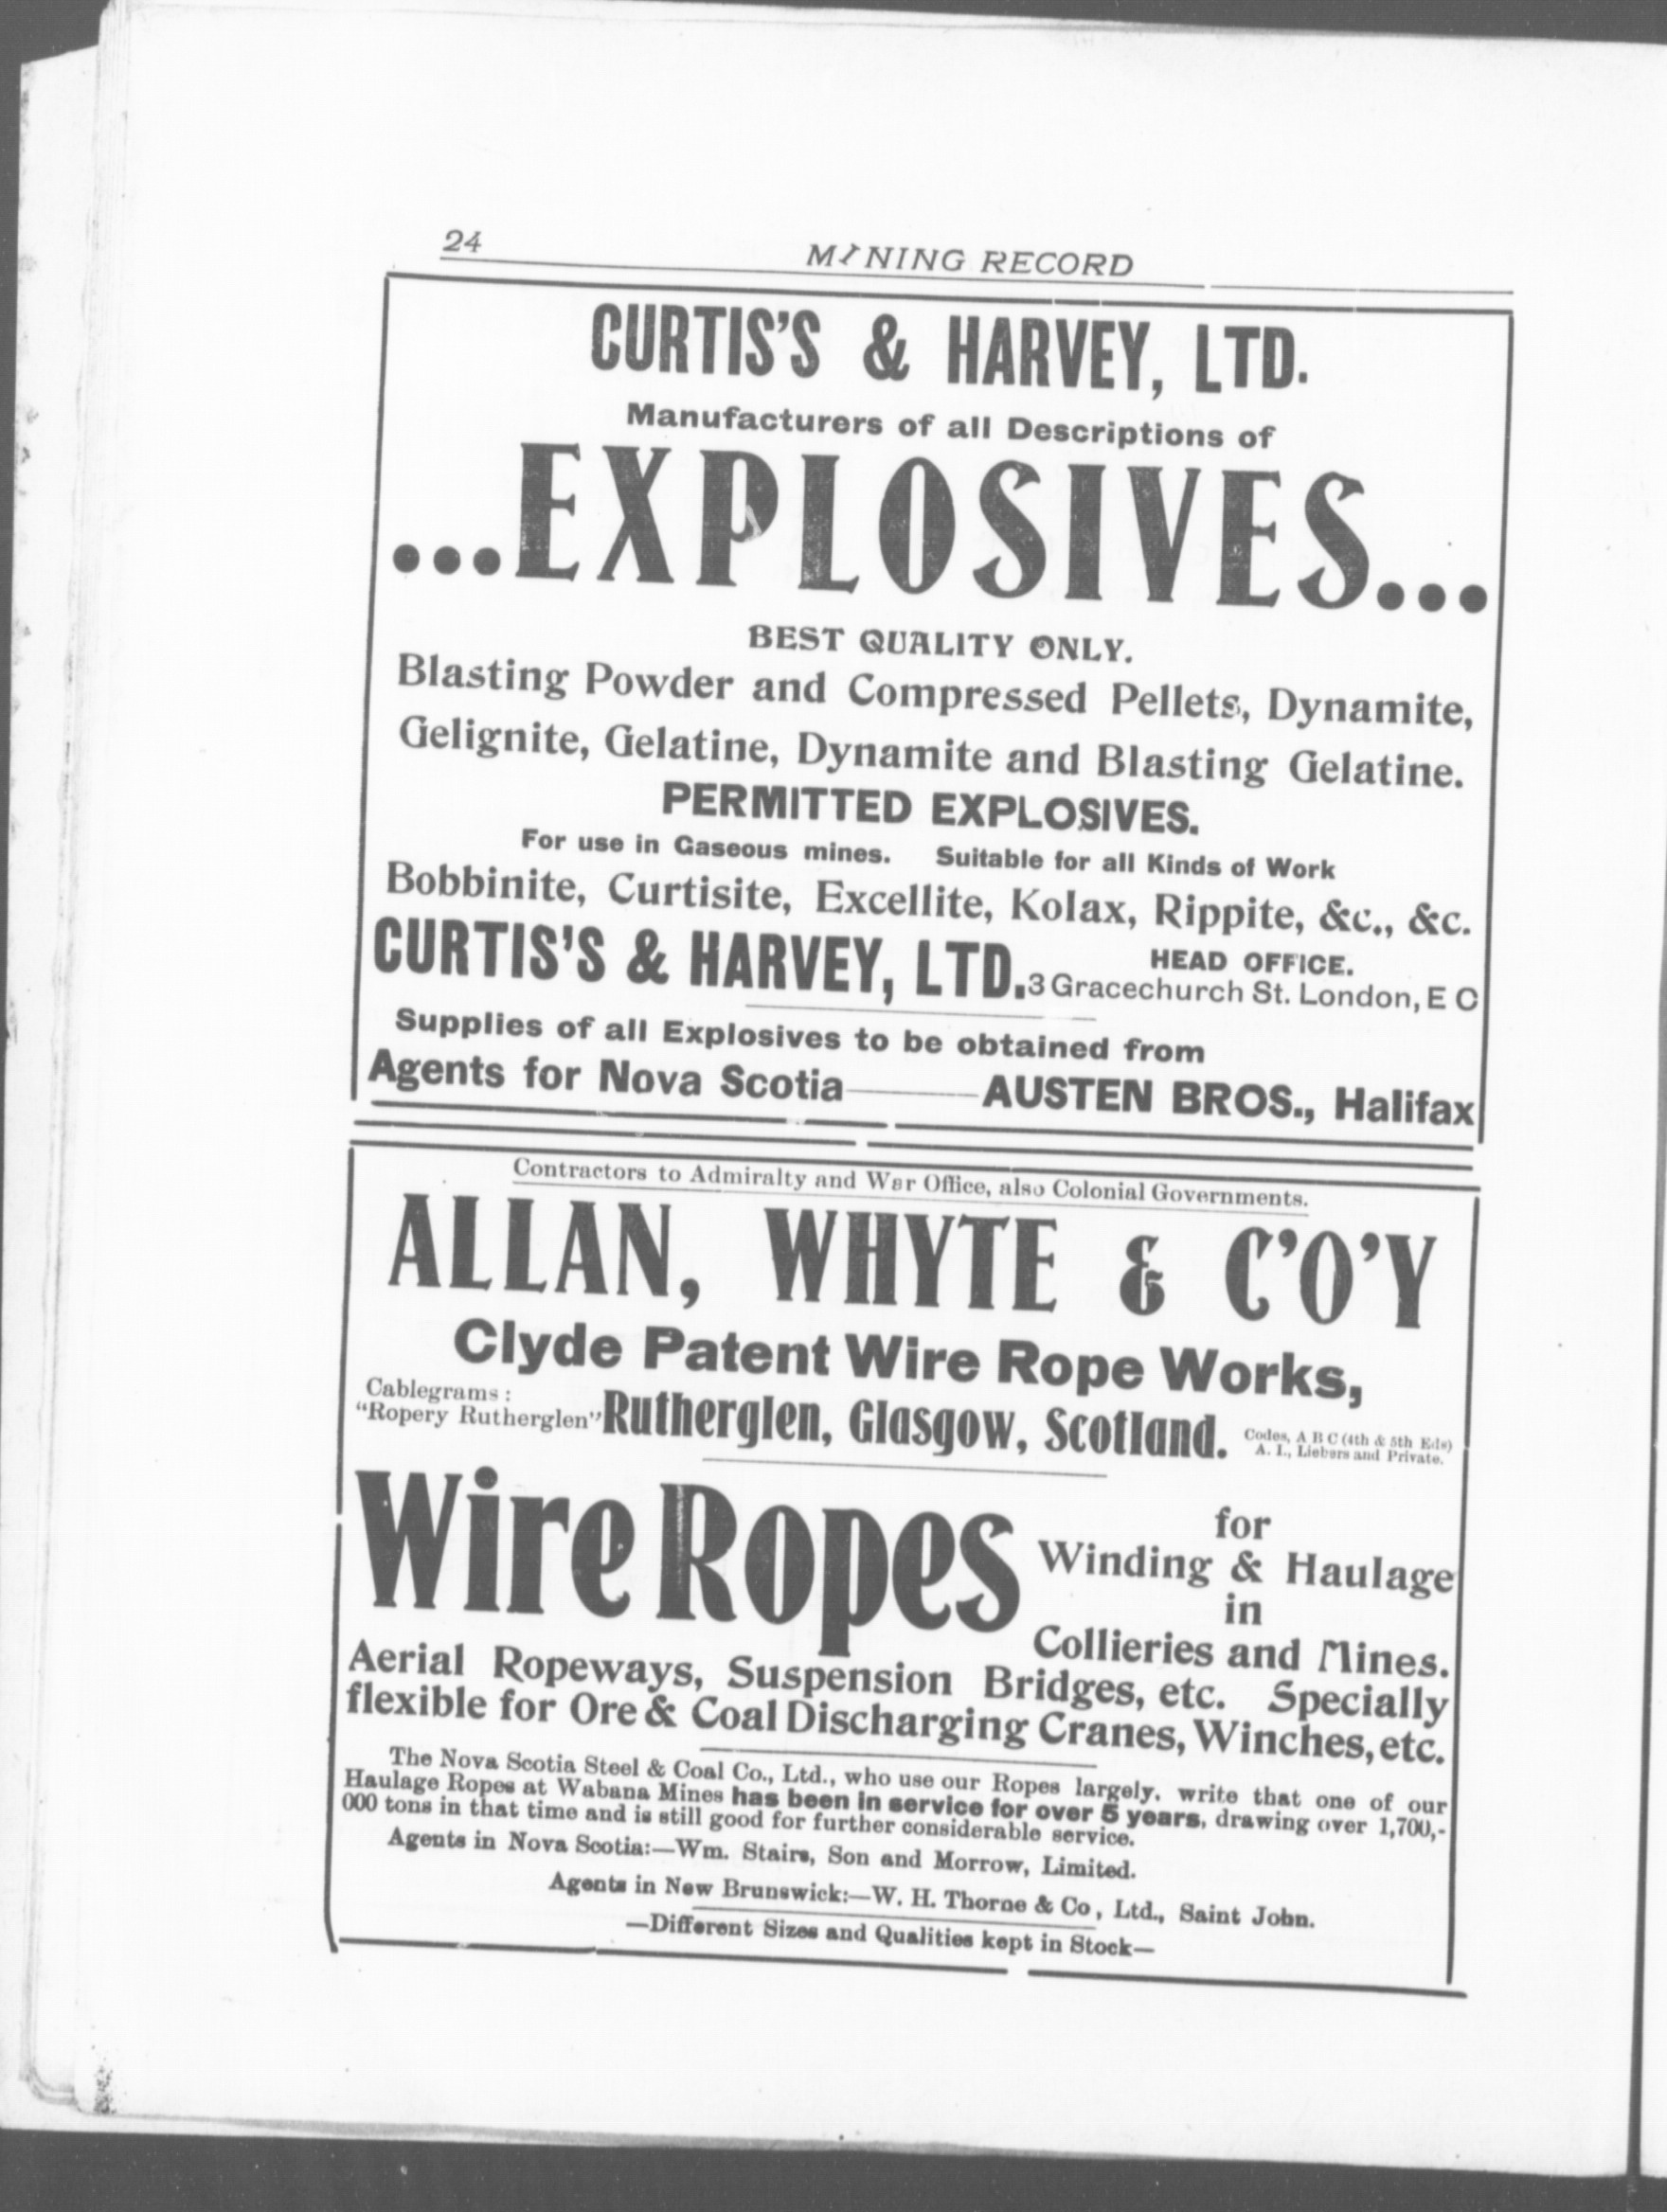 24
MINING RECORD
CURTIS'S & HARVEY, LTD.
Manufacturers of all Descriptions of
...EXPLOSIVES...
BEST QUALITY ONLY.
Blasting Powder and Compressed Pellets, Dynamite,
Gelignite, Gelatine, Dynamite and Blasting Gelatine.
PERMITTED EXPLOSIVES.
For use in Gaseous mines. Suitable for all Kinds of Work
Bobbinite, Curtisite, Excellite, Kolax, Rippite, &c., &c.
CURTIS'S & HARVEY, LTD.
HEAD OFFICE.
3 Gracechurch St. London, E C
Supplies of all Explosives to be obtained from
Agents for Nova Scotia—AUSTEN BROS., Halifax
Contractors to Admiralty and War Office, also Colonial Governments.
ALLAN, WHYTE & C'O'Y
Clyde Patent Wire Rope Works,
Cablegrams:
"Ropery Rutherglen"
Rutherglen, Glasgow, Scotland.
Codes, A B C (4th & 5th Eds)
A. I., Liebers and Private.
Wire Ropes
for
Winding & Haulage
in
Collieries and Mines.
Aerial Ropeways, Suspension Bridges, etc. Specially
flexible for Ore & Coal Discharging Cranes, Winches, etc.
The Nova Scotia Steel & Coal Co., Ltd., who use our Ropes largely, write that one of our
Haulage Ropes at Wabana Mines has been in service for over 5 years, drawing over 1,700,-
000 tons in that time and is still good for further considerable service.
Agents in Nova Scotia:—Wm. Stairs, Son and Morrow, Limited.
Agents in New Brunswick:—W. H. Thorne & Co, Ltd., Saint John.
—Different Sizes and Qualities kept in Stock—